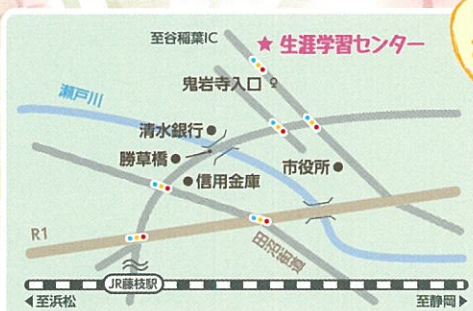 至谷稲葉IC
★ 生涯学習センター
鬼岩寺入口
瀬戸川
清水銀行
勝草橋
信用金庫
市役所
R1
田沼街道
JR藤枝駅
◀至浜松
至静岡▶